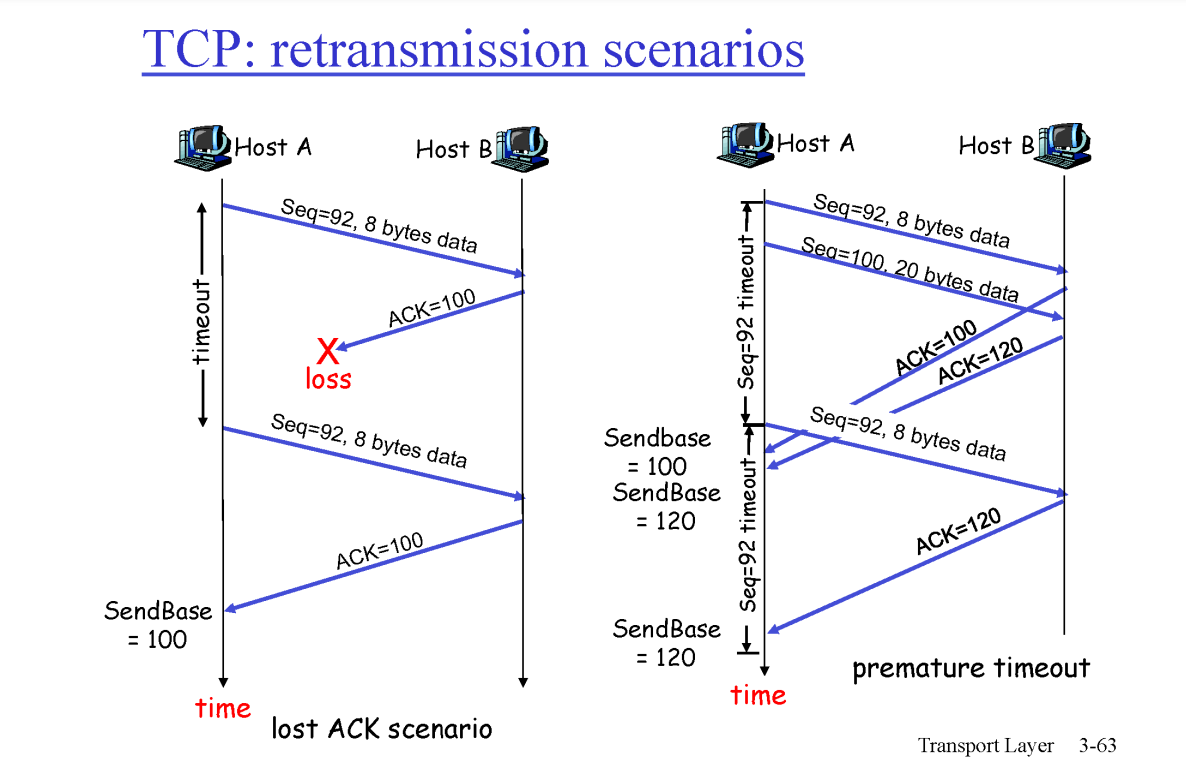 TCP: retransmission scenarios
Host A
Host B
Seq=92, 8 bytes data
ACK=100
timeout
X
loss
Seq=92, 8 bytes data
ACK=100
SendBase
= 100
time
lost ACK scenario
Host A
Host B
Seq=92, 8 bytes data
Seq=100, 20 bytes data
Seq=92 timeout
ACK=100
ACK=120
Seq=92, 8 bytes data
Sendbase
= 100
SendBase
= 120
Seq=92 timeout
ACK=120
SendBase
= 120
time
premature timeout
Transport Layer 3-63